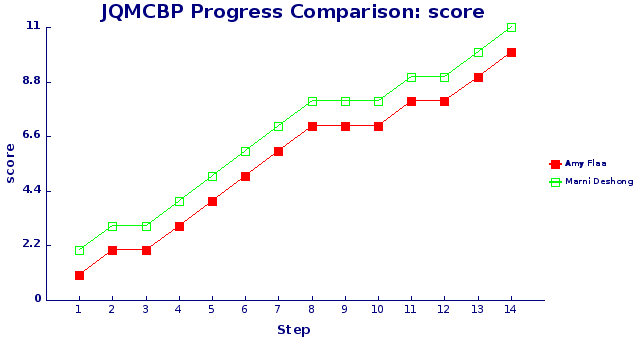 JQMCBP Progress Comparison: score
11
8.8
6.6
4.4
2.2
0
score
1 2 3 4 5 6 7 8 9 10 11 12 13 14
Step
Amy Flaa
Marni Deshong